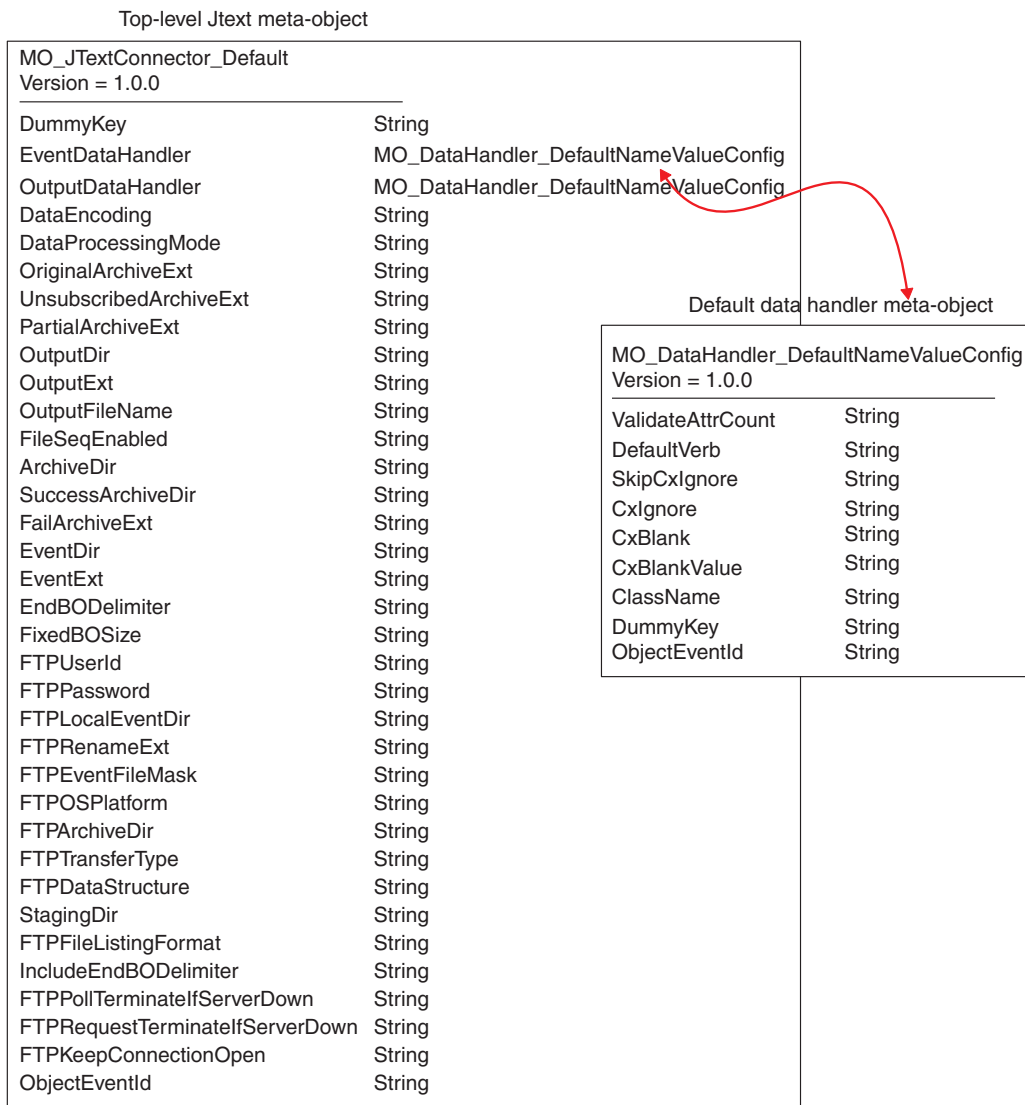 Top-level Jtext meta-object
MO_JTextConnector_Default
Version = 1.0.0
DummyKey String
EventDataHandler MO_DataHandler_DefaultNameValueConfig
OutputDataHandler MO_DataHandler_DefaultNameValueConfig
DataEncoding String
DataProcessingMode String
OriginalArchiveExt String
UnsubscribedArchiveExt String
PartialArchiveExt String
OutputDir String
OutputExt String
OutputFileName String
FileSeqEnabled String
ArchiveDir String
SuccessArchiveDir String
FailArchiveExt String
EventDir String
EventExt String
EndBODelimiter String
FixedBOSize String
FTPUserId String
FTPPassword String
FTPLocalEventDir String
FTPRenameExt String
FTPEventFileMask String
FTPOSPlatform String
FTPArchiveDir String
FTPTransferType String
FTPDataStructure String
StagingDir String
FTPFileListingFormat String
IncludeEndBODelimiter String
FTPPollTerminateIfServerDown String
FTPRequestTerminateIfServerDown String
FTPKeepConnectionOpen String
ObjectEventId String
Default data handler meta-object
MO_DataHandler_DefaultNameValueConfig
Version = 1.0.0
ValidateAttrCount String
DefaultVerb String
SkipCxIgnore String
CxIgnore String
CxBlank String
CxBlankValue String
ClassName String
DummyKey String
ObjectEventId String